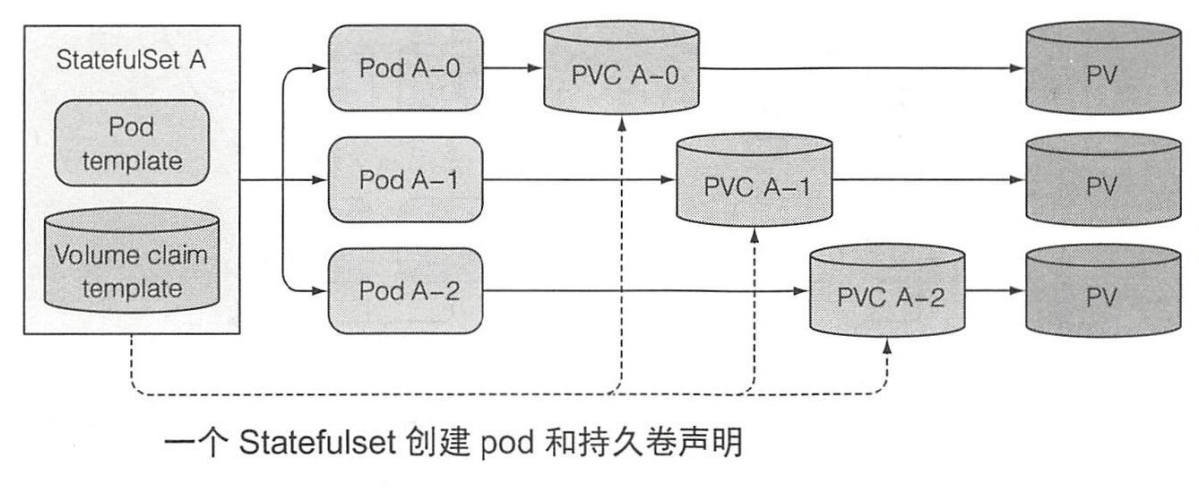 StatefulSet A
Pod
template
Volume claim
template
Pod A-0
Pod A-1
Pod A-2
PVC A-0
PVC A-1
PVC A-2
PV
PV
PV
一个 Statefulset 创建 pod 和持久卷声明